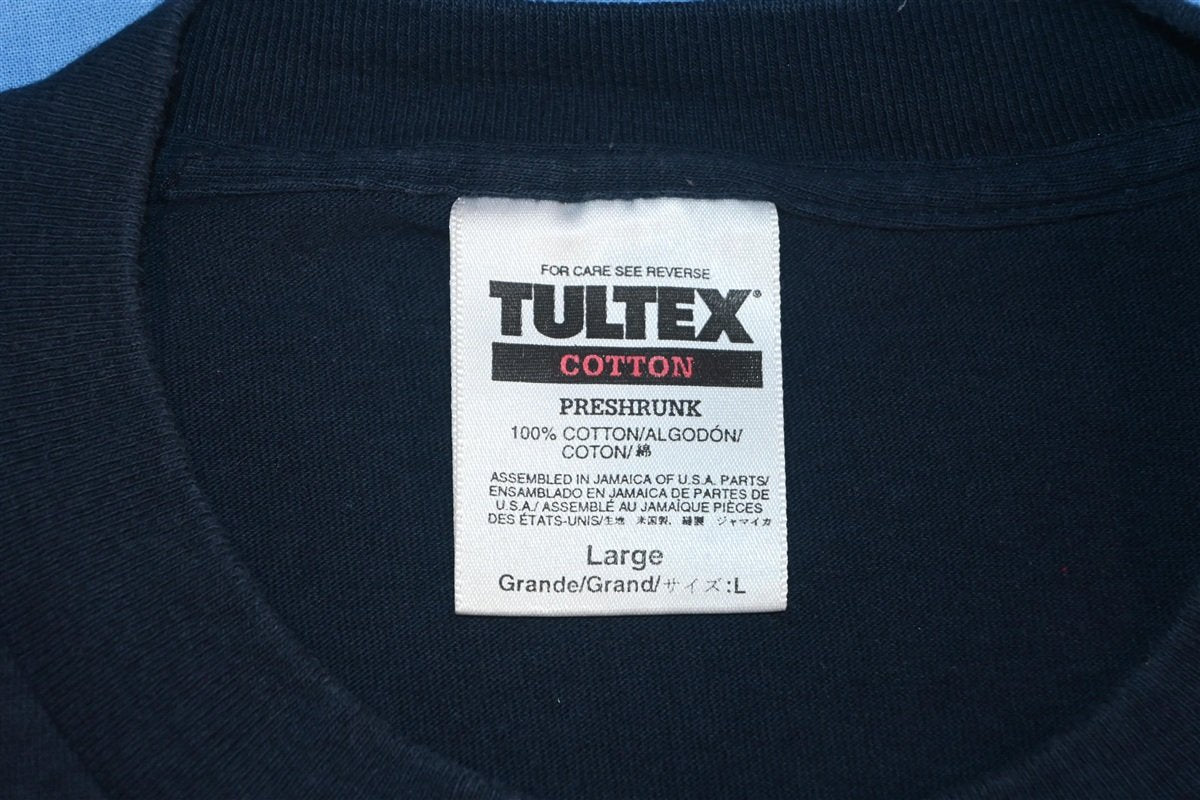 FOR CARE SEE REVERSE
TULTEX®
COTTON
PRESHRUNK
100% COTTON/ALGODÓN/
COTON/綿
ASSEMBLED IN JAMAICA OF U.S.A. PARTS/
ENSAMBLADO EN JAMAICA DE PARTES DE
U.S.A./ ASSEMBLÉ AU JAMAÏQUE PIÈCES
DES ÉTATS-UNIS/生地 米国製, 縫製 ジャマイカ
Large
Grande/Grand/サイズ:L